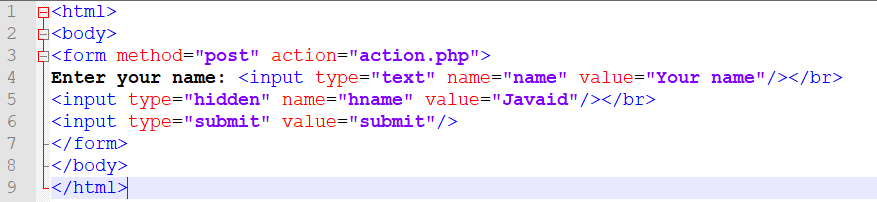 1 <html>
2 <body>
3 <form method="post" action="action.php">
4 Enter your name: <input type="text" name="name" value="Your name"/></br>
5 <input type="hidden" name="hname" value="Javaid"/></br>
6 <input type="submit" value="submit"/>
7 </form>
8 </body>
9 </html>